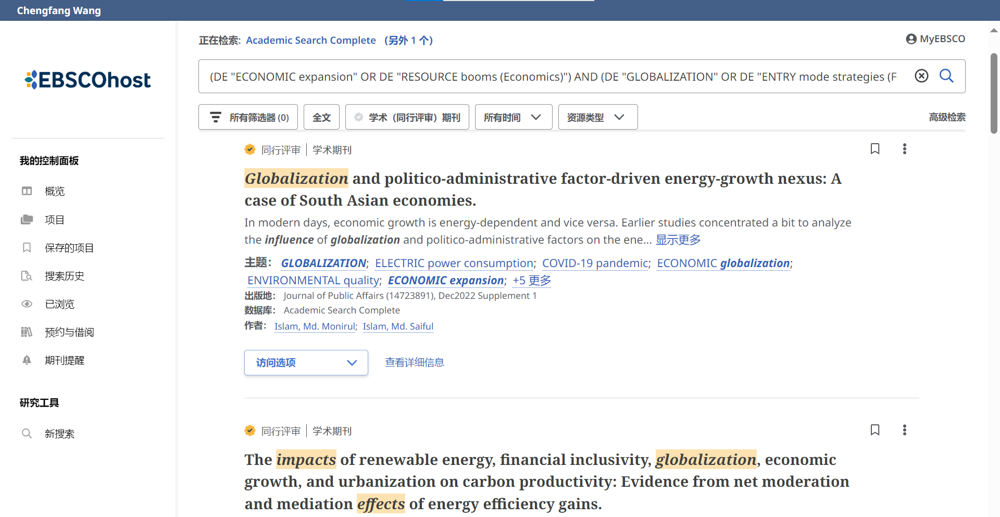 Chengfang Wang
EBSCOhost
我的控制面板
概览
项目
保存的项目
搜索历史
已浏览
预约与借阅
期刊提醒
研究工具
新搜索
正在检索: Academic Search Complete (另外 1 个)
MyEBSCO
(DE "ECONOMIC expansion" OR DE "RESOURCE booms (Economics)") AND (DE "GLOBALIZATION" OR DE "ENTRY mode strategies (F
所有筛选器 (0) 全文 学术（同行评审）期刊 所有时间 资源类型 高级检索
同行评审 | 学术期刊
Globalization and politico-administrative factor-driven energy-growth nexus: A
case of South Asian economies.
In modern days, economic growth is energy-dependent and vice versa. Earlier studies concentrated a bit to analyze
the influence of globalization and politico-administrative factors on the ene... 显示更多
主题： GLOBALIZATION; ELECTRIC power consumption; COVID-19 pandemic; ECONOMIC globalization;
ENVIRONMENTAL quality; ECONOMIC expansion; +5 更多
出版地： Journal of Public Affairs (14723891), Dec2022 Supplement 1
数据库： Academic Search Complete
作者： Islam, Md. Monirul; Islam, Md. Saiful
访问选项 查看详细信息
同行评审 | 学术期刊
The impacts of renewable energy, financial inclusivity, globalization, economic
growth, and urbanization on carbon productivity: Evidence from net moderation
and mediation effects of energy efficiency gains.